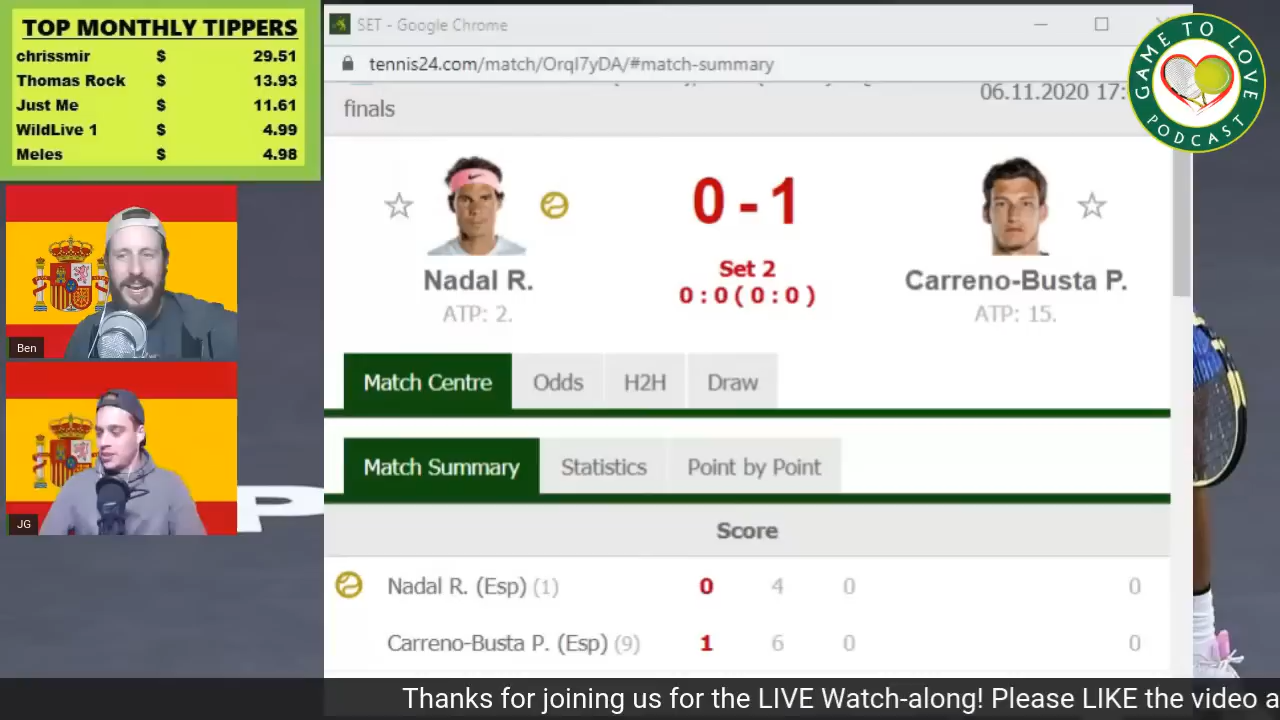 TOP MONTHLY TIPPERS
chrissmir $ 29.51
Thomas Rock $ 13.93
Just Me $ 11.61
WildLive 1 $ 4.99
Meles $ 4.98
Ben
JG
SET - Google Chrome
tennis24.com/match/OrqI7yDA/#match-summary
06.11.2020 17:
finals
GAME TO LOVE
PODCAST
0 - 1
Set 2
0 : 0 ( 0 : 0 )
Nadal R.
ATP: 2.
Carreno-Busta P.
ATP: 15.
Match Centre Odds H2H Draw
Match Summary Statistics Point by Point
Score
Nadal R. (Esp) (1) 0 4 0 0
Carreno-Busta P. (Esp) (9) 1 6 0 0
P
Thanks for joining us for the LIVE Watch-along! Please LIKE the video a